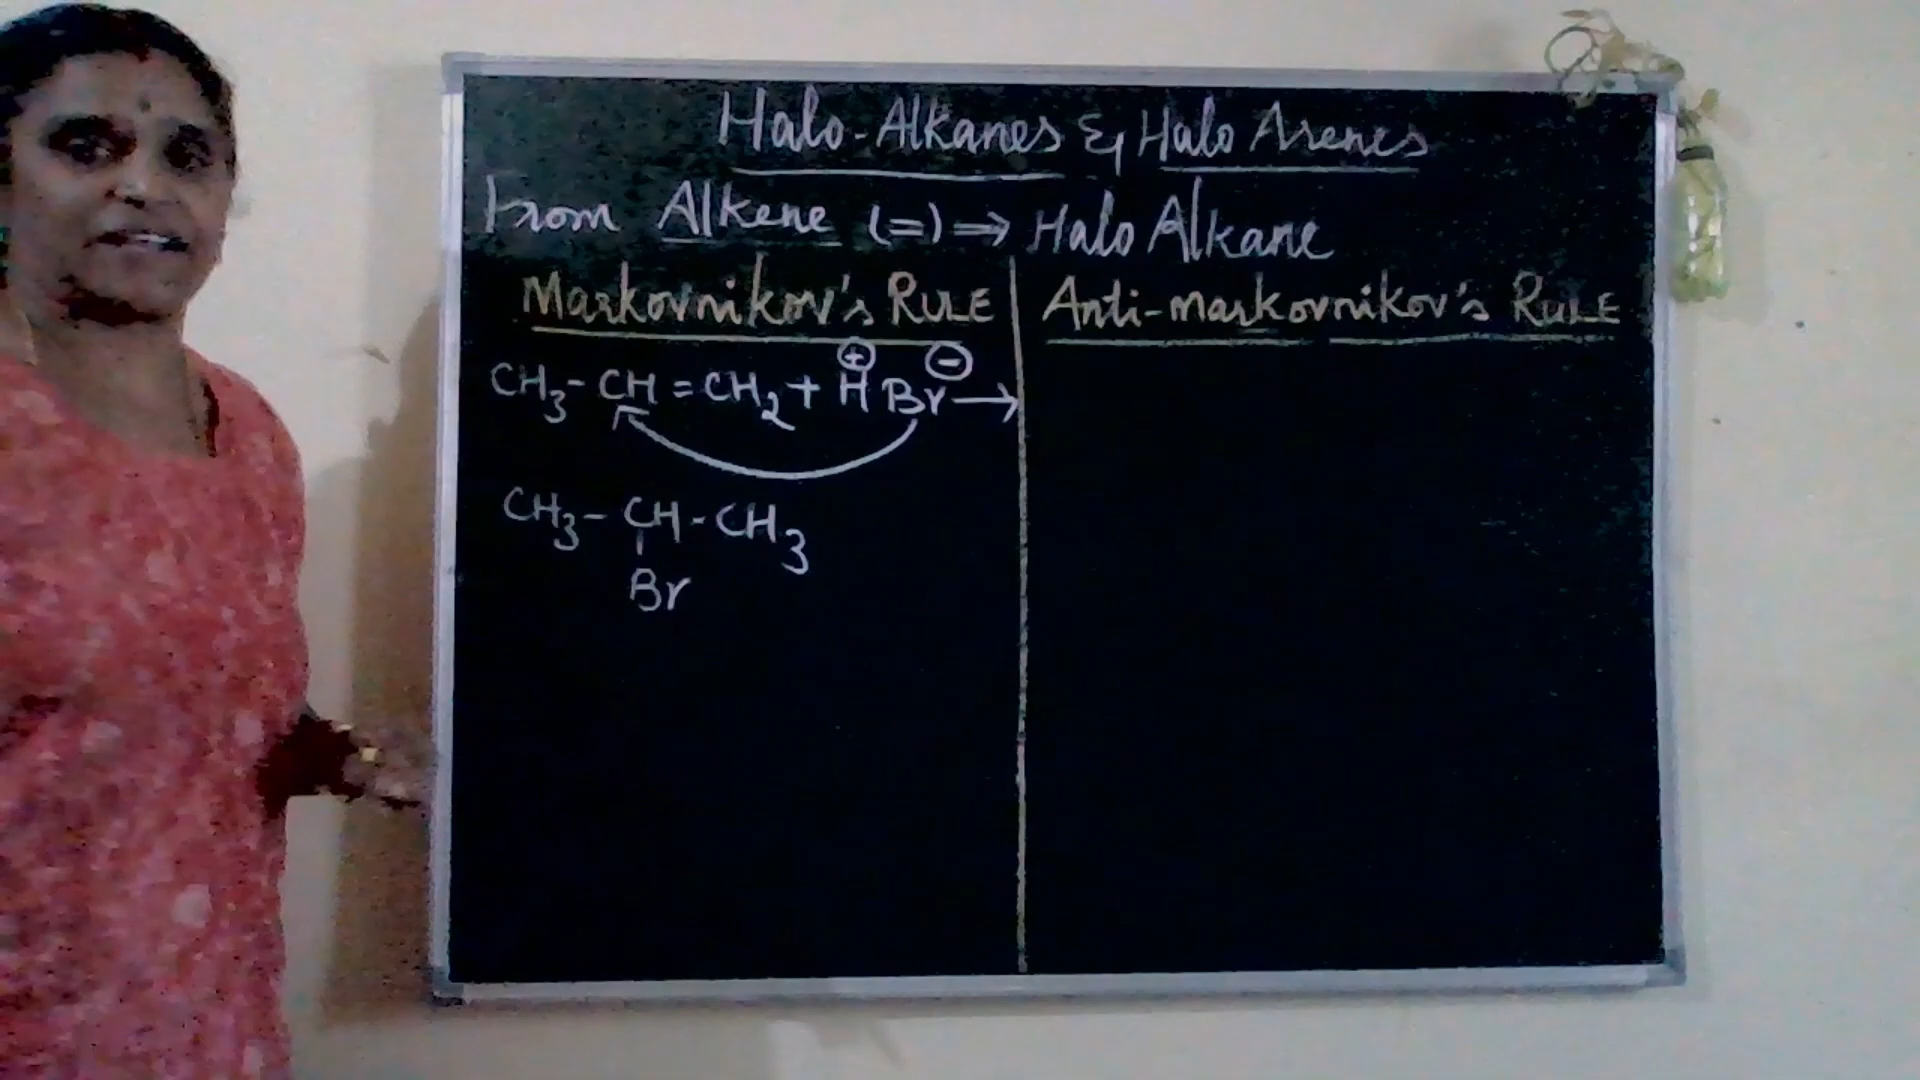 Halo-Alkanes & Halo Arenes
From Alkene (=) ⇒ Halo Alkane
Markovnikov's RULE
CH₃-CH=CH₂+H⊕Br⊖→
CH₃-CH-CH₃
Br
Anti-markovnikov's RULE